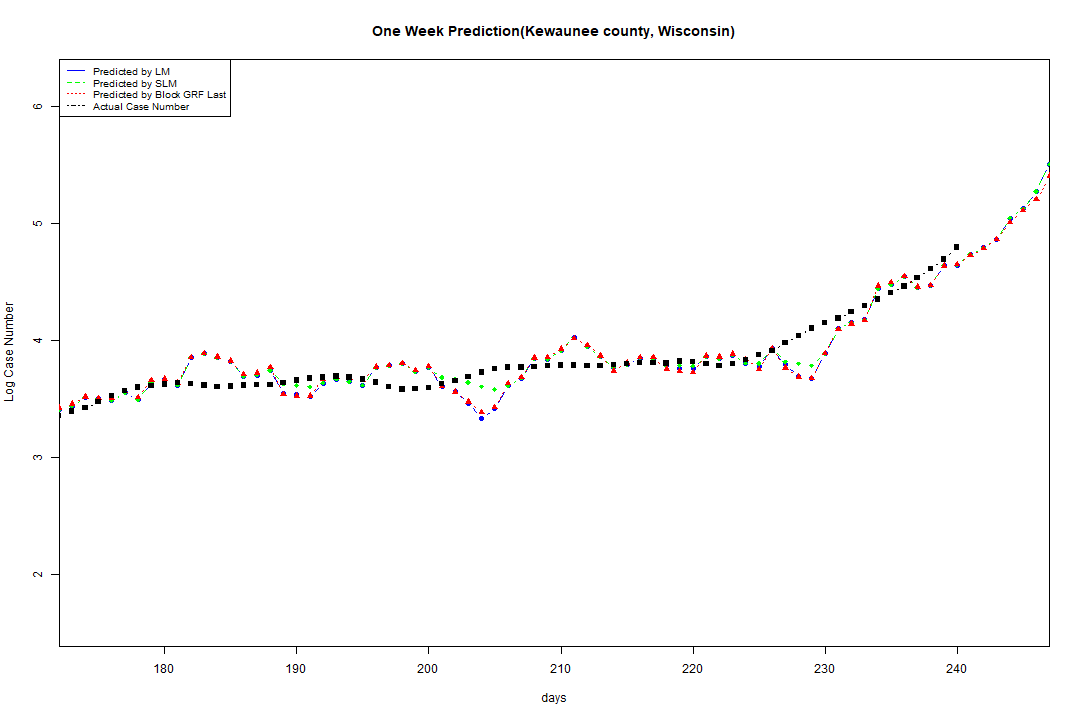 One Week Prediction(Kewaunee county, Wisconsin)
Predicted by LM
Predicted by SLM
Predicted by Block GRF Last
Actual Case Number
6
5
4
3
2
Log Case Number
180 190 200 210 220 230 240
days